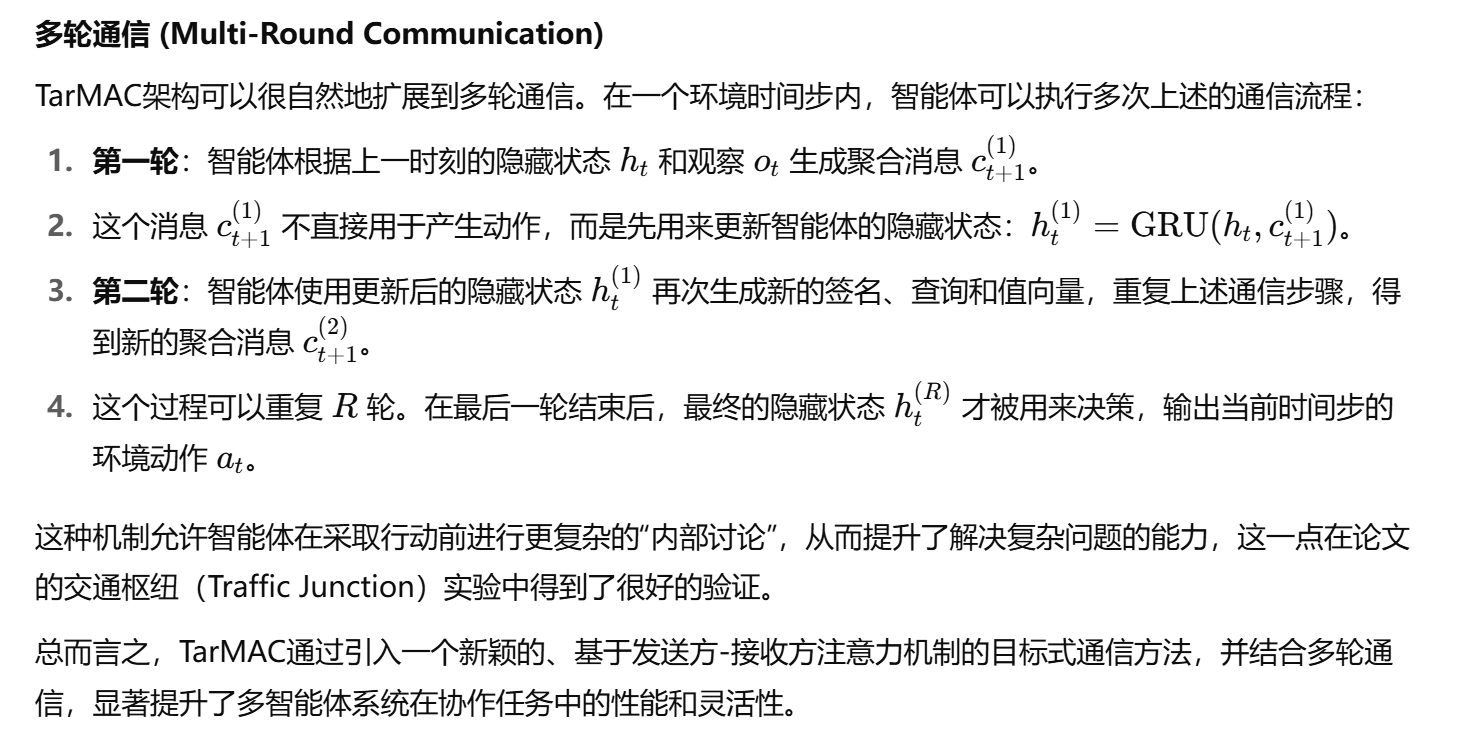 多轮通信 (Multi-Round Communication)
TarMAC架构可以很自然地扩展到多轮通信。在一个环境时间步内，智能体可以执行多次上述的通信流程：
1. 第一轮：智能体根据上一时刻的隐藏状态 h_t 和观察 o_t 生成聚合消息 c_{t+1}^{(1)}。
2. 这个消息 c_{t+1}^{(1)} 不直接用于产生动作，而是先用来更新智能体的隐藏状态：h_t^{(1)} = GRU(h_t, c_{t+1}^{(1)})。
3. 第二轮：智能体使用更新后的隐藏状态 h_t^{(1)} 再次生成新的签名、查询和值向量，重复上述通信步骤，得
到新的聚合消息 c_{t+1}^{(2)}。
4. 这个过程可以重复 R 轮。在最后一轮结束后，最终的隐藏状态 h_t^{(R)} 才被用来决策，输出当前时间步的
环境动作 a_t。
这种机制允许智能体在采取行动前进行更复杂的“内部讨论”，从而提升了解决复杂问题的能力，这一点在论文
的交通枢纽（Traffic Junction）实验中得到了很好的验证。
总而言之，TarMAC通过引入一个新颖的、基于发送方-接收方注意力机制的目标式通信方法，并结合多轮通
信，显著提升了多智能体系统在协作任务中的性能和灵活性。